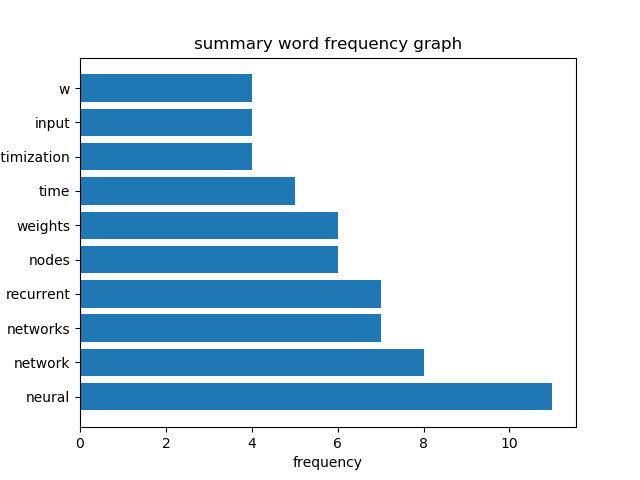 summary word frequency graph
w
input
timization
time
weights
nodes
recurrent
networks
network
neural
0 2 4 6 8 10
frequency